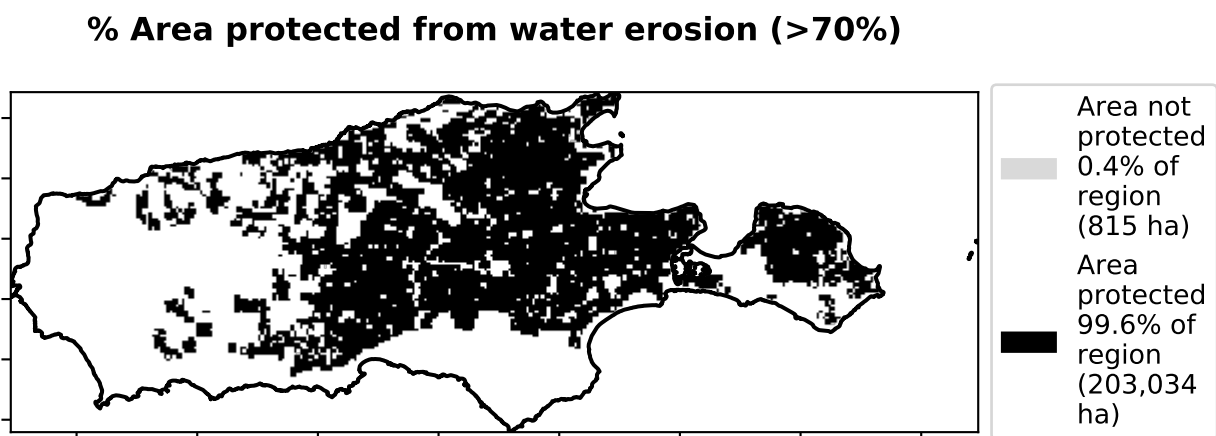 % Area protected from water erosion (>70%)
Area not
protected
0.4% of
region
(815 ha)
Area
protected
99.6% of
region
(203,034
ha)